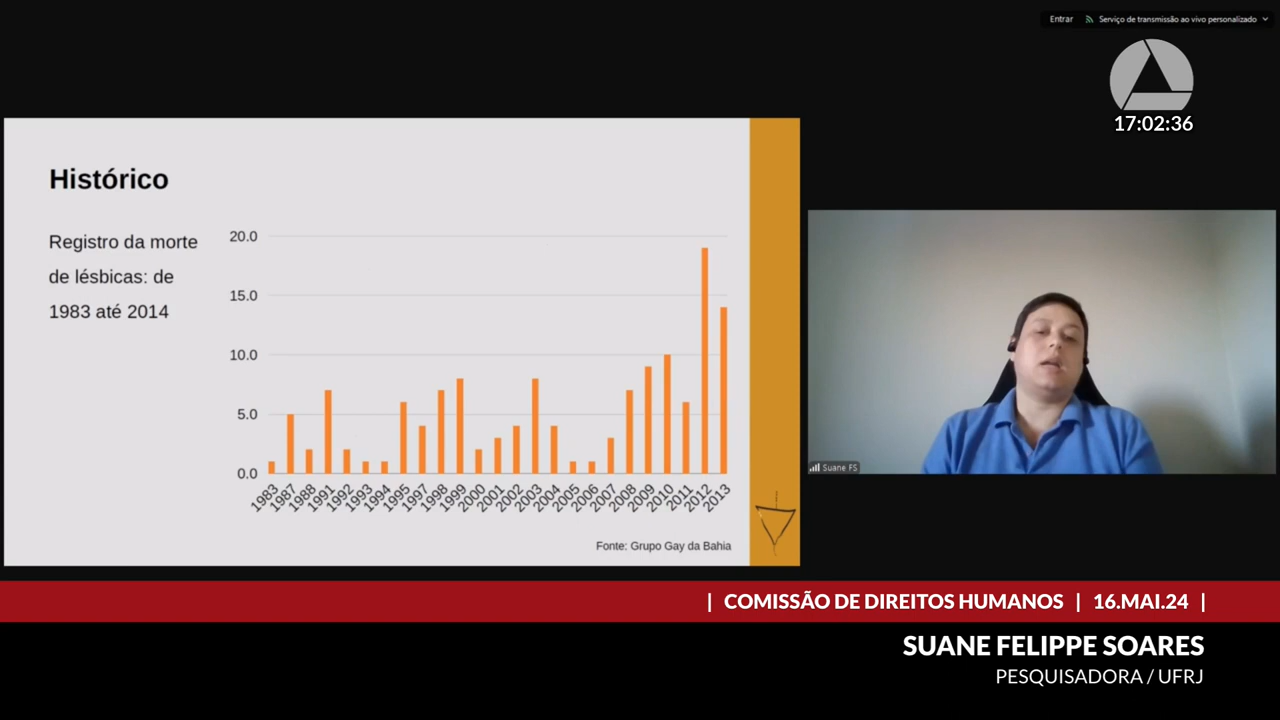 Entrar
Serviço de transmissão ao vivo personalizado
17:02:36
Histórico
Registro da morte
de lésbicas: de
1983 até 2014
20.0
15.0
10.0
5.0
0.0
1983
1987
1988
1991
1992
1993
1994
1995
1997
1998
1999
2000
2001
2002
2003
2004
2005
2006
2007
2008
2009
2010
2011
2012
2013
Fonte: Grupo Gay da Bahia
Suane FS
| COMISSÃO DE DIREITOS HUMANOS | 16.MAI.24 |
SUANE FELIPPE SOARES
PESQUISADORA / UFRJ